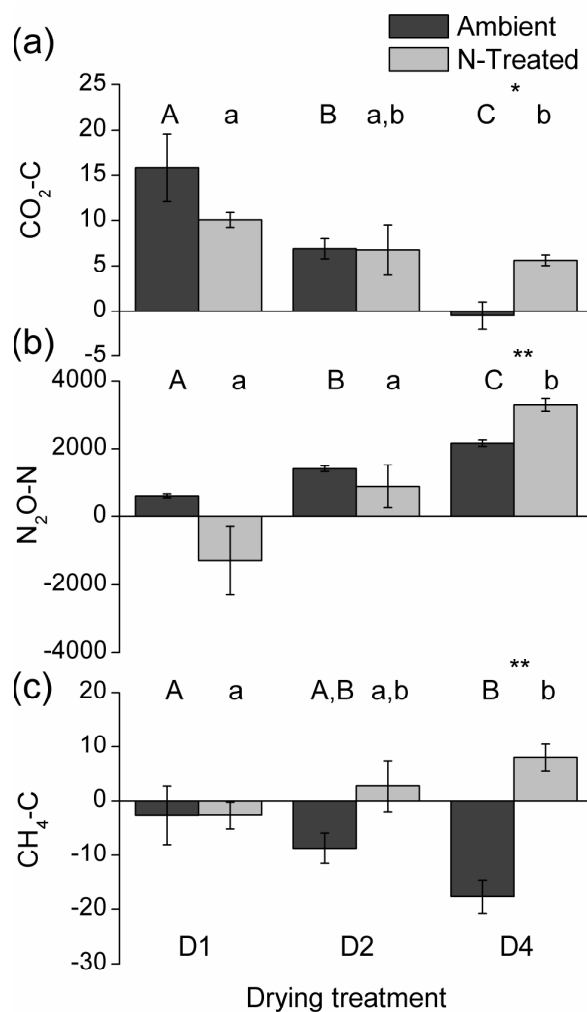 (a)
Ambient
N-Treated
*
A a B a,b C b
25
20
15
10
5
0
-5
CO₂-C
(b)
**
A a B a C b
4000
2000
0
-2000
-4000
N₂O-N
(c)
**
A a A,B a,b B b
20
10
0
-10
-20
-30
CH₄-C
D1 D2 D4
Drying treatment